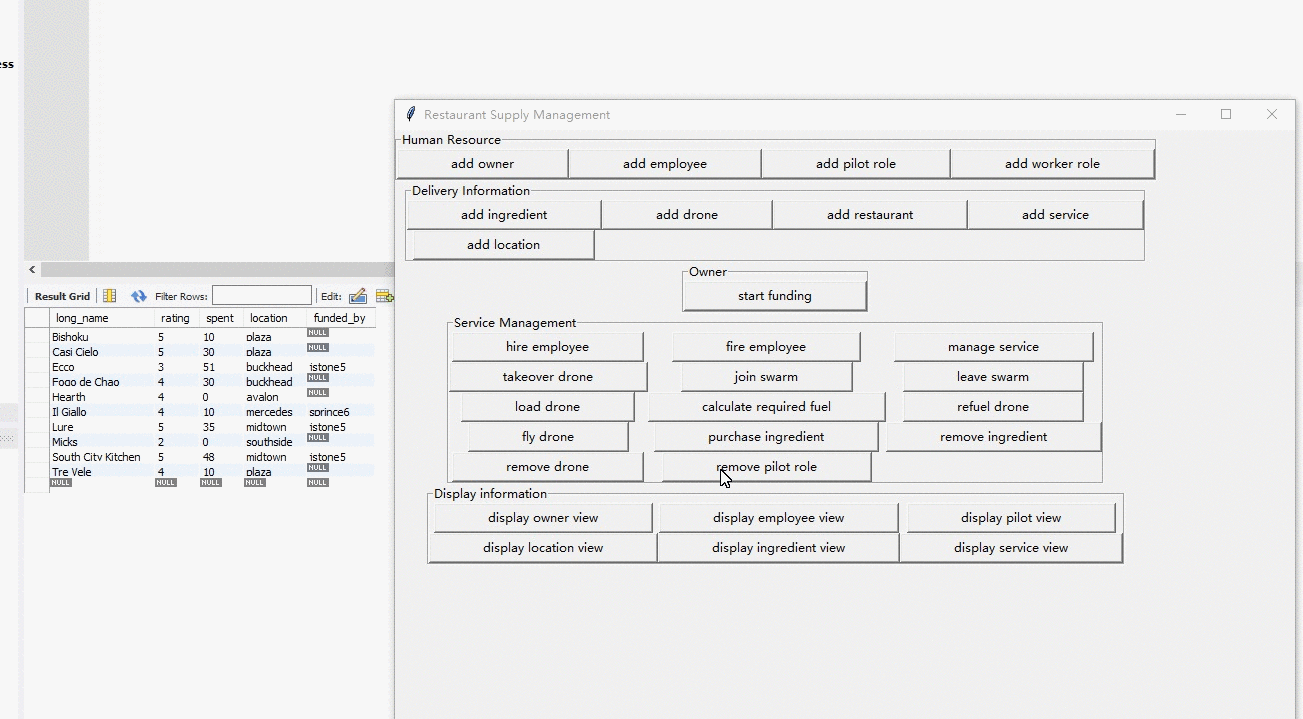 ess
Restaurant Supply Management
Human Resource
add owner add employee add pilot role add worker role
Delivery Information
add ingredient add drone add restaurant add service
add location
Owner
start funding
Service Management
hire employee fire employee manage service
takeover drone join swarm leave swarm
load drone calculate required fuel refuel drone
fly drone purchase ingredient remove ingredient
remove drone remove pilot role
Display information
display owner view display employee view display pilot view
display location view display ingredient view display service view
Result Grid Filter Rows: Edit:
long_name rating spent location funded_by
Bishoku 5 10 plaza NULL
Casi Cielo 5 30 plaza NULL
Ecco 3 51 buckhead jstone5
Fogo de Chao 4 30 buckhead NULL
Hearth 4 0 avalon NULL
Il Giallo 4 10 mercedes sprince6
Lure 5 35 midtown jstone5
Micks 2 0 southside NULL
South City Kitchen 5 48 midtown jstone5
Tre Vele 4 10 plaza NULL
NULL NULL NULL NULL NULL